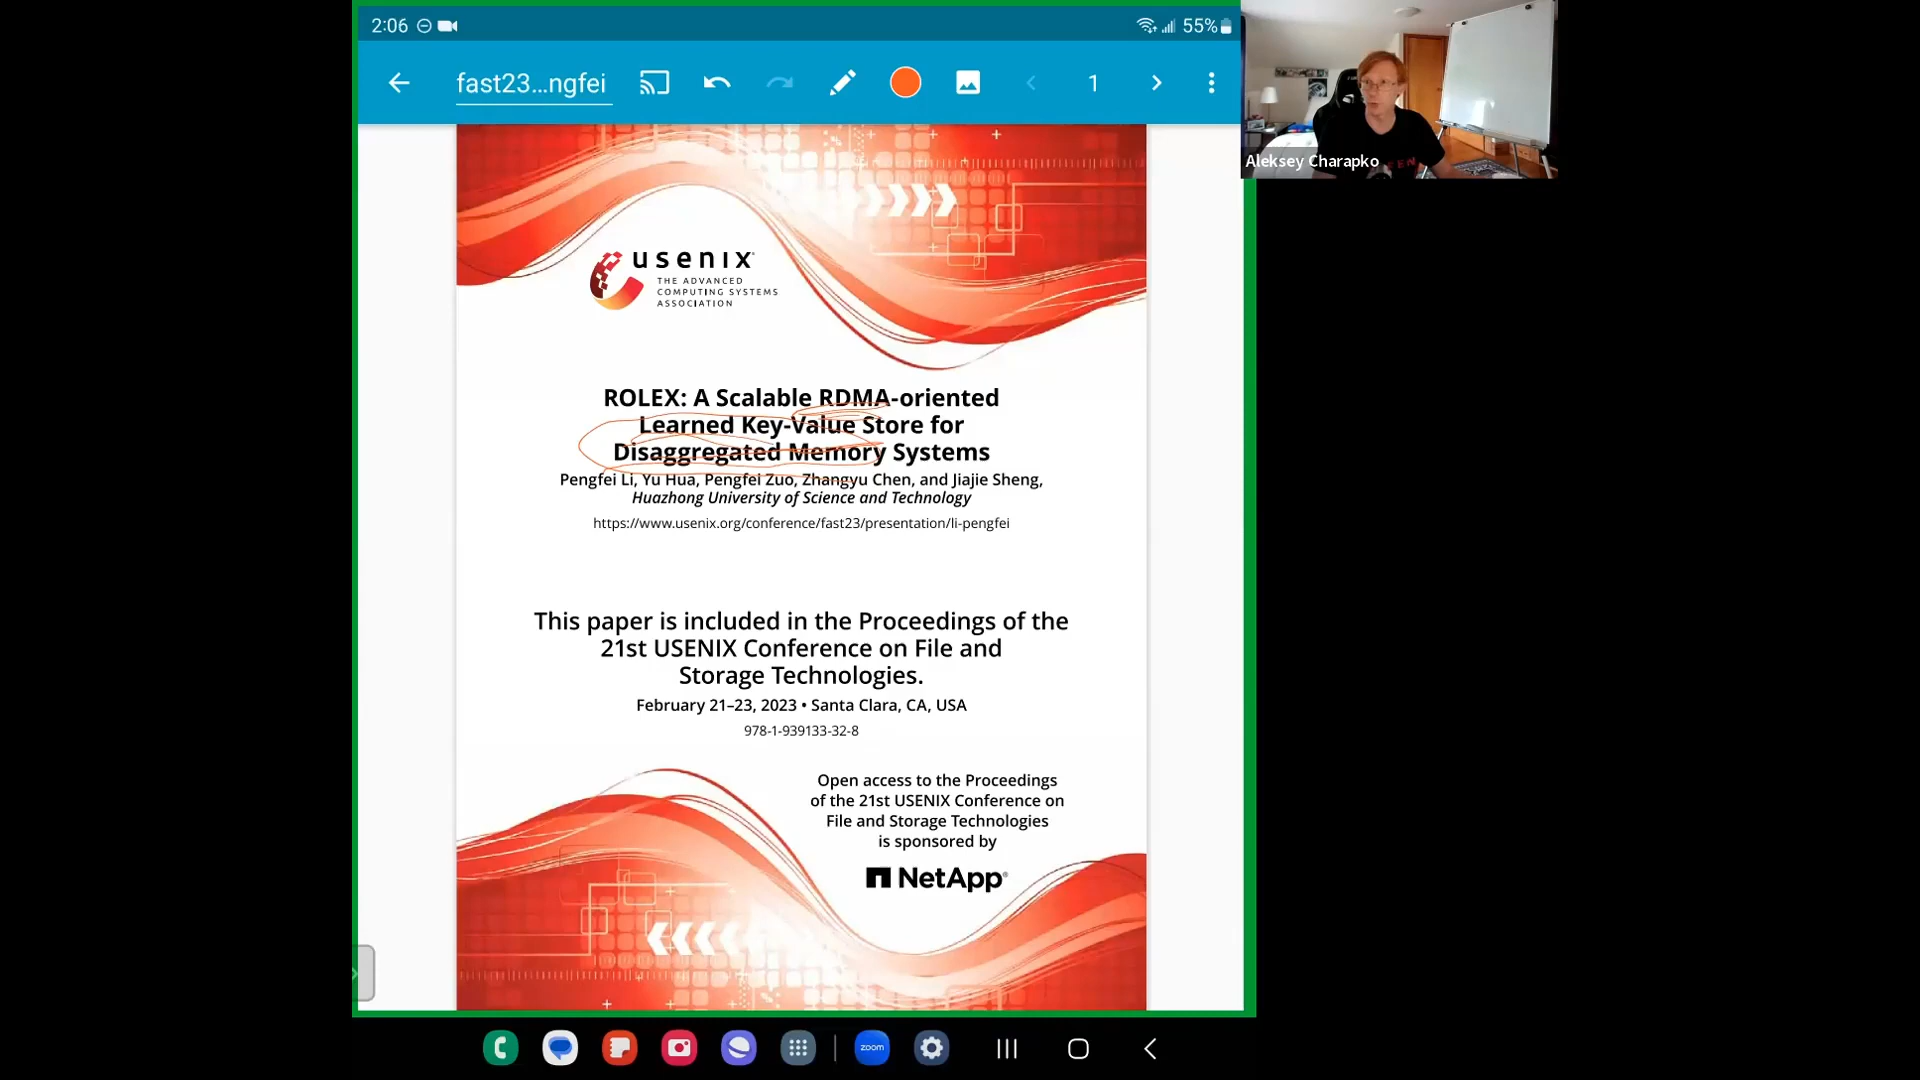 2:06
55%
fast23...ngfei
1
Aleksey Charapko
usenix
THE ADVANCED
COMPUTING SYSTEMS
ASSOCIATION
ROLEX: A Scalable RDMA-oriented
Learned Key-Value Store for
Disaggregated Memory Systems
Pengfei Li, Yu Hua, Pengfei Zuo, Zhangyu Chen, and Jiajie Sheng,
Huazhong University of Science and Technology
https://www.usenix.org/conference/fast23/presentation/li-pengfei
This paper is included in the Proceedings of the
21st USENIX Conference on File and
Storage Technologies.
February 21–23, 2023 • Santa Clara, CA, USA
978-1-939133-32-8
Open access to the Proceedings
of the 21st USENIX Conference on
File and Storage Technologies
is sponsored by
NetApp
zoom